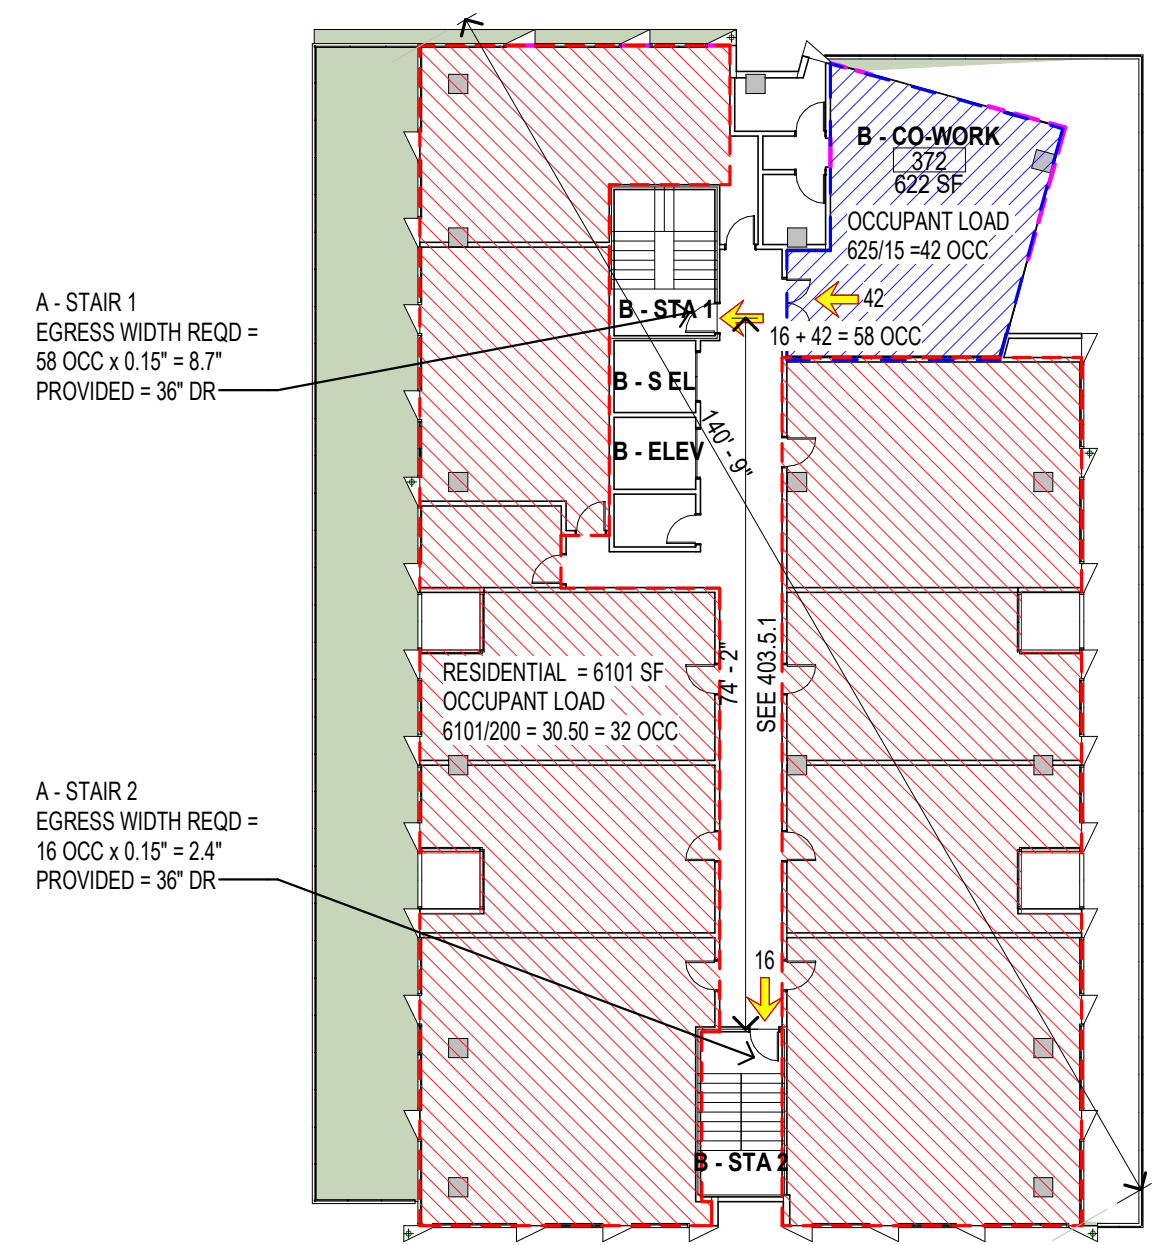 B - CO-WORK
372
622 SF
OCCUPANT LOAD
625/15 =42 OCC
42
16 + 42 = 58 OCC
A - STAIR 1
EGRESS WIDTH REQD =
58 OCC x 0.15" = 8.7"
PROVIDED = 36" DR
B - STA 1
B - S EL
B - ELEV
140' - 9"
74' - 2"
SEE 403.5.1
RESIDENTIAL = 6101 SF
OCCUPANT LOAD
6101/200 = 30.50 = 32 OCC
A - STAIR 2
EGRESS WIDTH REQD =
16 OCC x 0.15" = 2.4"
PROVIDED = 36" DR
16
B - STA 2